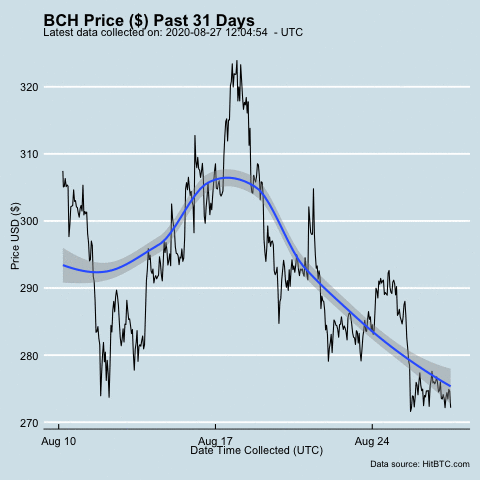 BCH Price ($) Past 31 Days
Latest data collected on: 2020-08-27 12:04:54 - UTC
320
310
300
290
280
270
Price USD ($)
Aug 10 Aug 17 Aug 24
Date Time Collected (UTC)
Data source: HitBTC.com